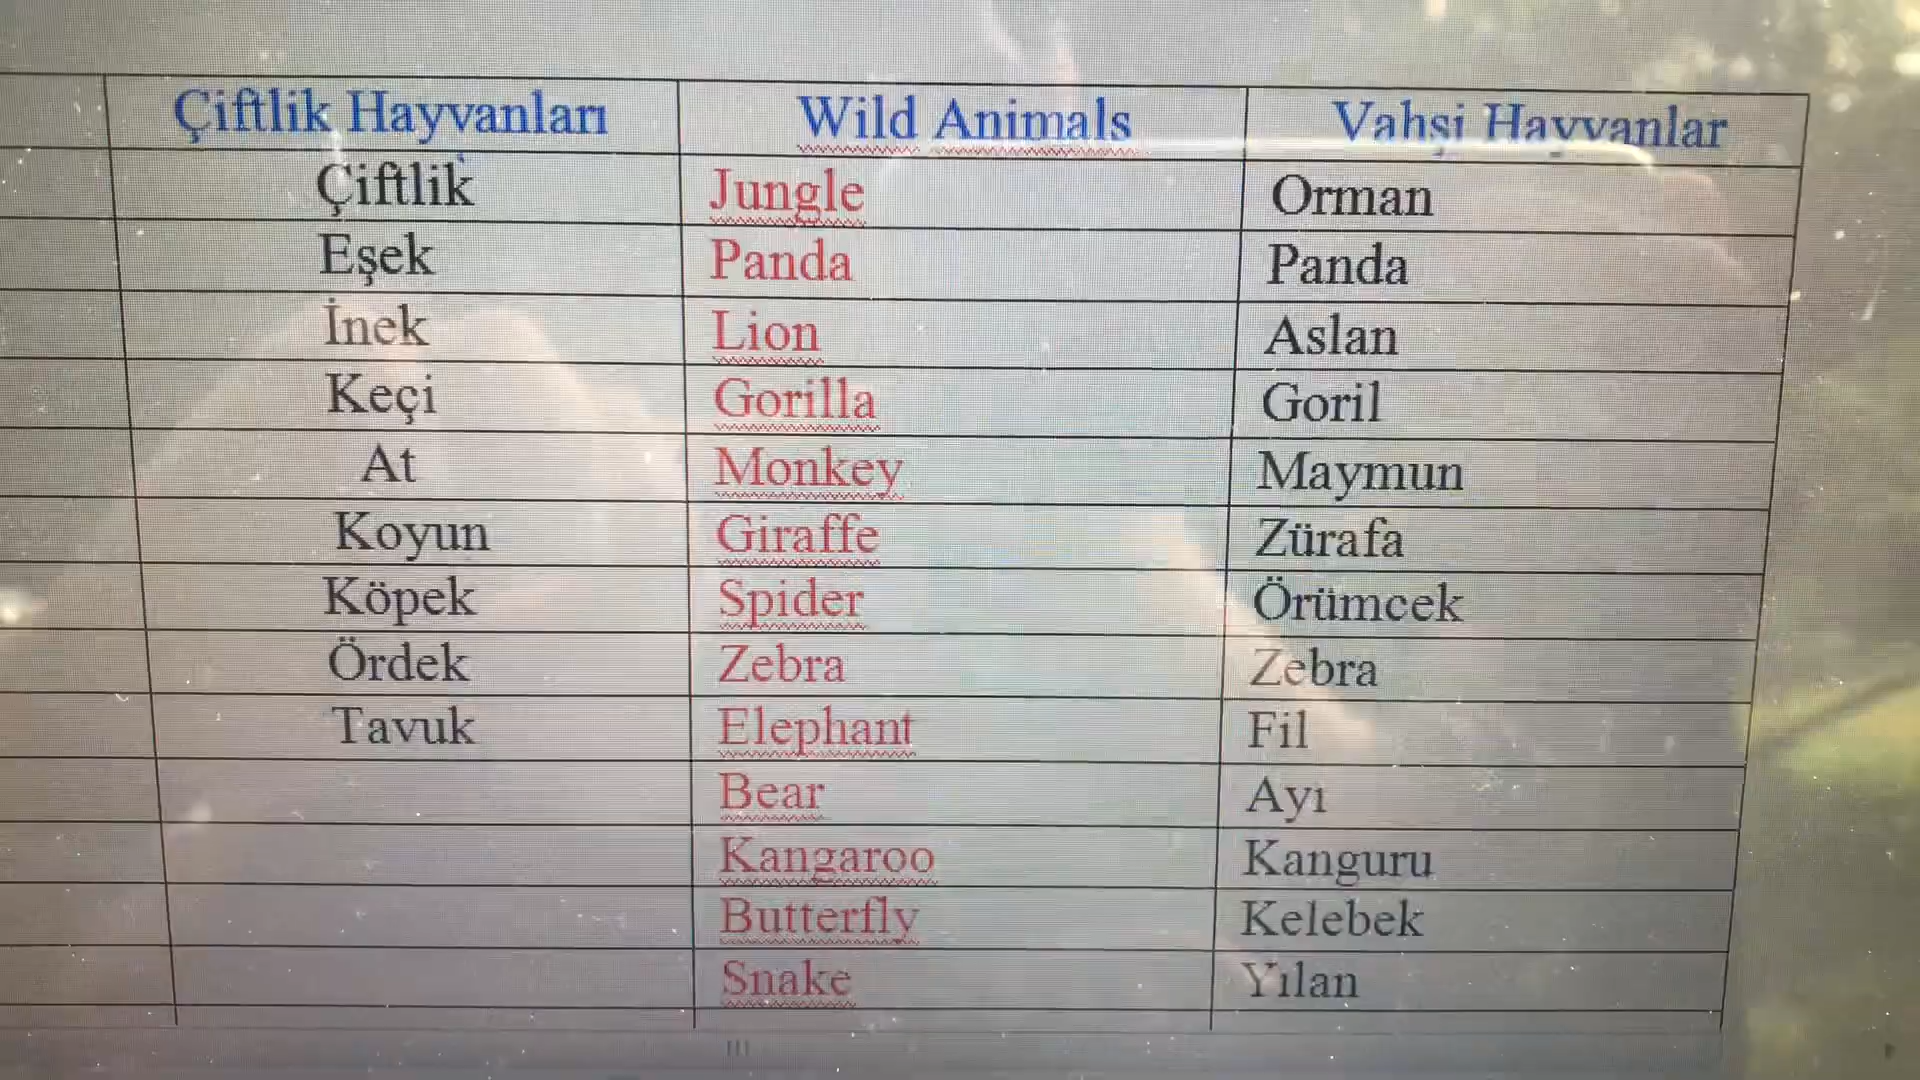 Çiftlik Hayvanları Wild Animals Vahşi Hayvanlar
Çiftlik Jungle Orman
Eşek Panda Panda
İnek Lion Aslan
Keçi Gorilla Goril
At Monkey Maymun
Koyun Giraffe Zürafa
Köpek Spider Örümcek
Ördek Zebra Zebra
Tavuk Elephant Fil
Bear Ayı
Kangaroo Kanguru
Butterfly Kelebek
Snake Yılan